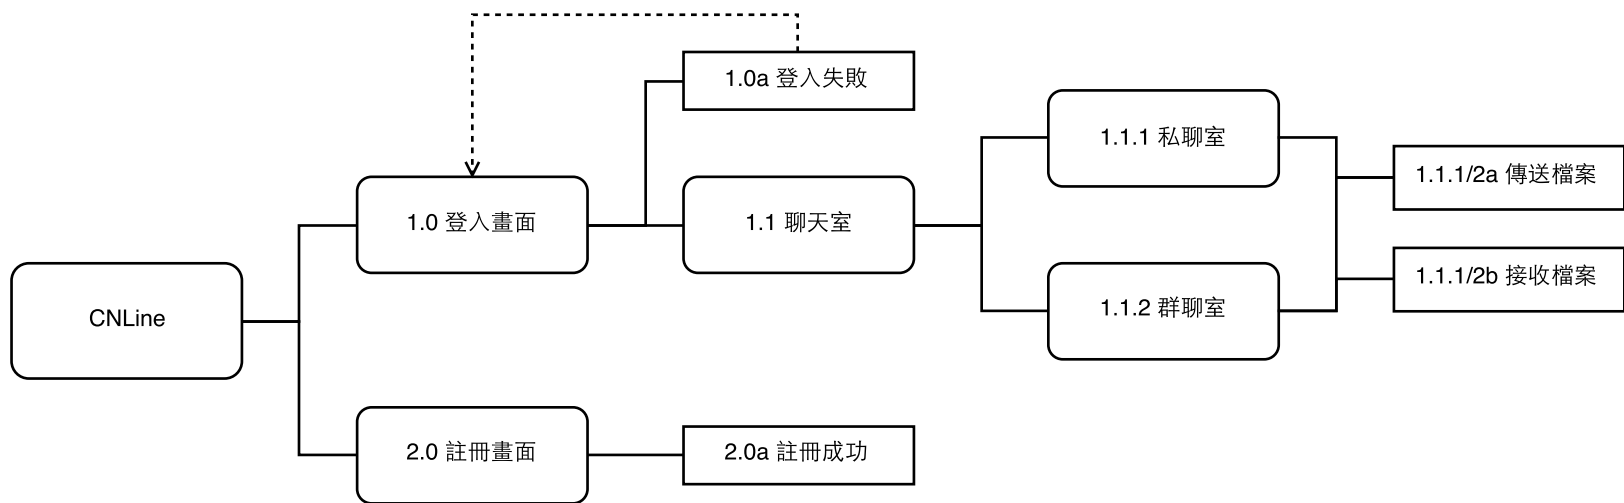 1.0a 登入失敗
1.1.1 私聊室
1.1.1/2a 傳送檔案
1.0 登入畫面
1.1 聊天室
1.1.1/2b 接收檔案
CNLine
1.1.2 群聊室
2.0 註冊畫面
2.0a 註冊成功